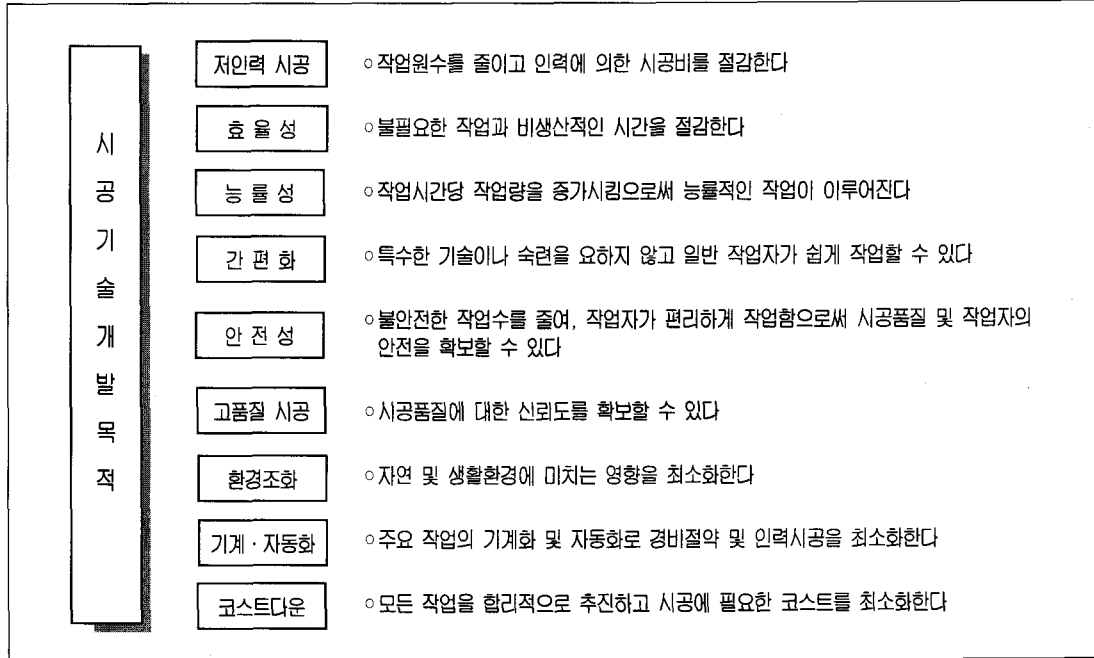 시공기술개발목적
저인력 시공
○작업원수를 줄이고 인력에 의한 시공비를 절감한다
효 율 성
○불필요한 작업과 비생산적인 시간을 절감한다
능 률 성
○작업시간당 작업량을 증가시킴으로써 능률적인 작업이 이루어진다
간 편 화
○특수한 기술이나 숙련을 요하지 않고 일반 작업자가 쉽게 작업할 수 있다
안 전 성
○불안전한 작업수를 줄여, 작업자가 편리하게 작업함으로써 시공품질 및 작업자의
안전을 확보할 수 있다
고품질 시공
○시공품질에 대한 신뢰도를 확보할 수 있다
환경조화
○자연 및 생활환경에 미치는 영향을 최소화한다
기계 · 자동화
○주요 작업의 기계화 및 자동화로 경비절약 및 인력시공을 최소화한다
코스트다운
○모든 작업을 합리적으로 추진하고 시공에 필요한 코스트를 최소화한다